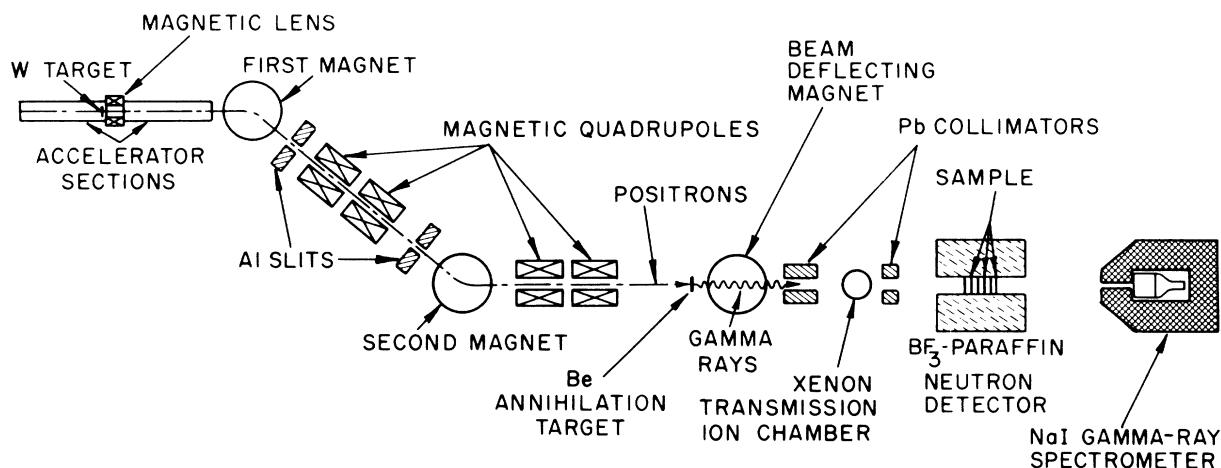 MAGNETIC LENS
W TARGET
FIRST MAGNET
ACCELERATOR
SECTIONS
MAGNETIC QUADRUPOLES
BEAM
DEFLECTING
MAGNET
Pb COLLIMATORS
SAMPLE
POSITRONS
Al SLITS
SECOND MAGNET
Be
ANNIHILATION
TARGET
GAMMA
RAYS
XENON
TRANSMISSION
ION CHAMBER
BF3-PARAFFIN
NEUTRON
DETECTOR
NaI GAMMA-RAY
SPECTROMETER